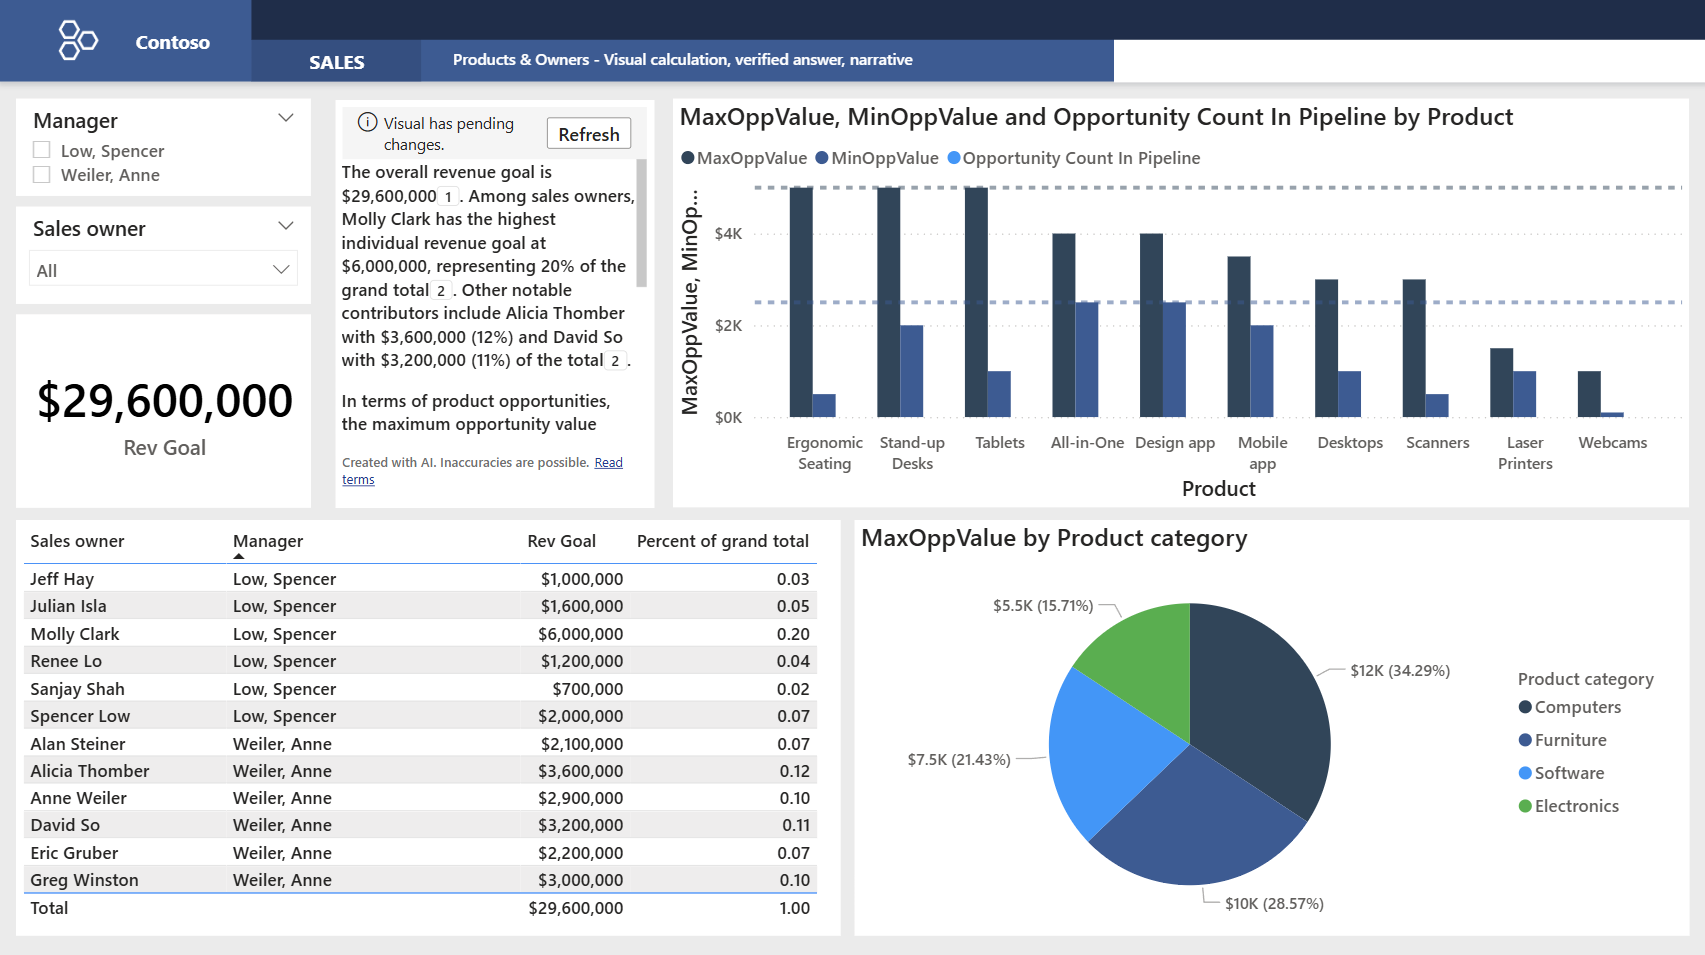 Contoso
SALES
Products & Owners - Visual calculation, verified answer, narrative
Manager
Low, Spencer
Weiler, Anne
Sales owner
All
$29,600,000
Rev Goal
Visual has pending
changes.
Refresh
The overall revenue goal is
$29,600,000 1 . Among sales owners,
Molly Clark has the highest
individual revenue goal at
$6,000,000, representing 20% of the
grand total 2 . Other notable
contributors include Alicia Thomber
with $3,600,000 (12%) and David So
with $3,200,000 (11%) of the total 2 .
In terms of product opportunities,
the maximum opportunity value
Created with AI. Inaccuracies are possible. Read
terms
MaxOppValue, MinOppValue and Opportunity Count In Pipeline by Product
MaxOppValue MinOppValue Opportunity Count In Pipeline
MaxOppValue, MinOp...
$4K
$2K
$0K
Ergonomic Seating
Stand-up Desks
Tablets
All-in-One
Design app
Mobile app
Desktops
Scanners
Laser Printers
Webcams
Product
Sales owner Manager Rev Goal Percent of grand total
Jeff Hay Low, Spencer $1,000,000 0.03
Julian Isla Low, Spencer $1,600,000 0.05
Molly Clark Low, Spencer $6,000,000 0.20
Renee Lo Low, Spencer $1,200,000 0.04
Sanjay Shah Low, Spencer $700,000 0.02
Spencer Low Low, Spencer $2,000,000 0.07
Alan Steiner Weiler, Anne $2,100,000 0.07
Alicia Thomber Weiler, Anne $3,600,000 0.12
Anne Weiler Weiler, Anne $2,900,000 0.10
David So Weiler, Anne $3,200,000 0.11
Eric Gruber Weiler, Anne $2,200,000 0.07
Greg Winston Weiler, Anne $3,000,000 0.10
Total $29,600,000 1.00
MaxOppValue by Product category
$5.5K (15.71%)
$12K (34.29%)
$7.5K (21.43%)
$10K (28.57%)
Product category
Computers
Furniture
Software
Electronics